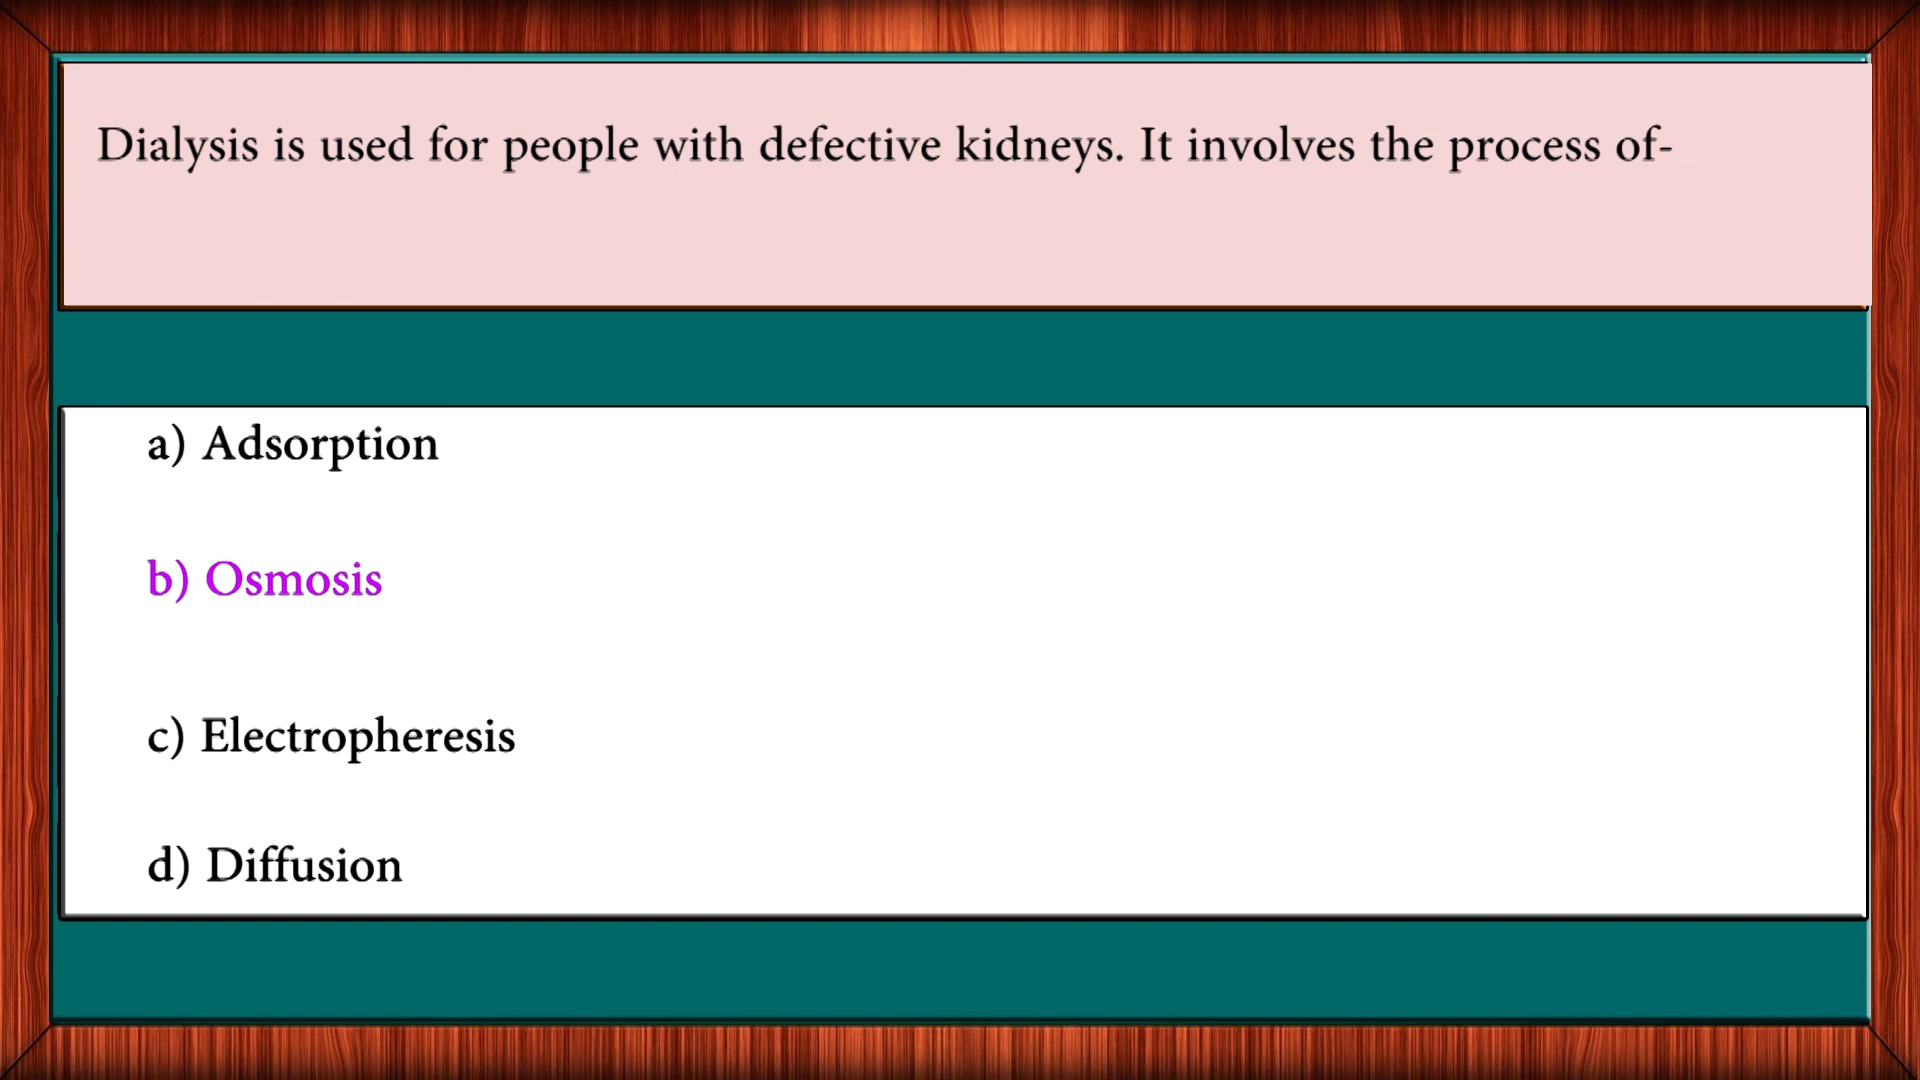 Dialysis is used for people with defective kidneys. It involves the process of-
a) Adsorption
b) Osmosis
c) Electropheresis
d) Diffusion